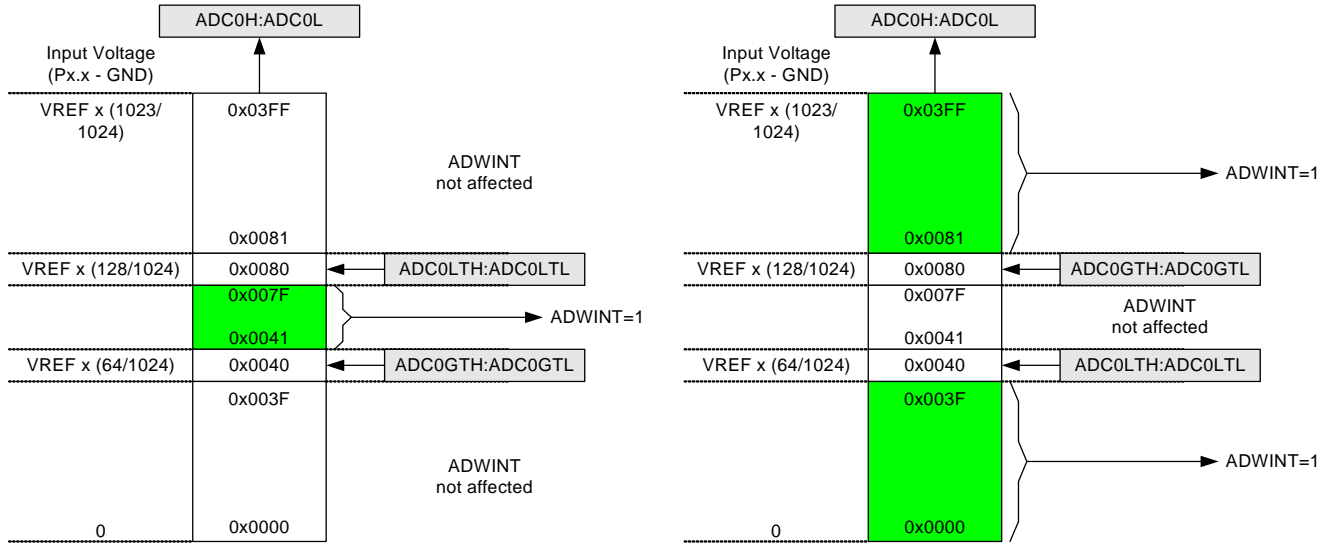 ADC0H:ADC0L
Input Voltage
(Px.x - GND)
VREF x (1023/
1024)
0x03FF
ADWINT
not affected
0x0081
VREF x (128/1024)
0x0080
ADC0LTH:ADC0LTL
0x007F
ADWINT=1
0x0041
VREF x (64/1024)
0x0040
ADC0GTH:ADC0GTL
0x003F
ADWINT
not affected
0
0x0000
ADC0H:ADC0L
Input Voltage
(Px.x - GND)
VREF x (1023/
1024)
0x03FF
ADWINT=1
0x0081
VREF x (128/1024)
0x0080
ADC0GTH:ADC0GTL
0x007F
ADWINT
not affected
0x0041
VREF x (64/1024)
0x0040
ADC0LTH:ADC0LTL
0x003F
ADWINT=1
0
0x0000